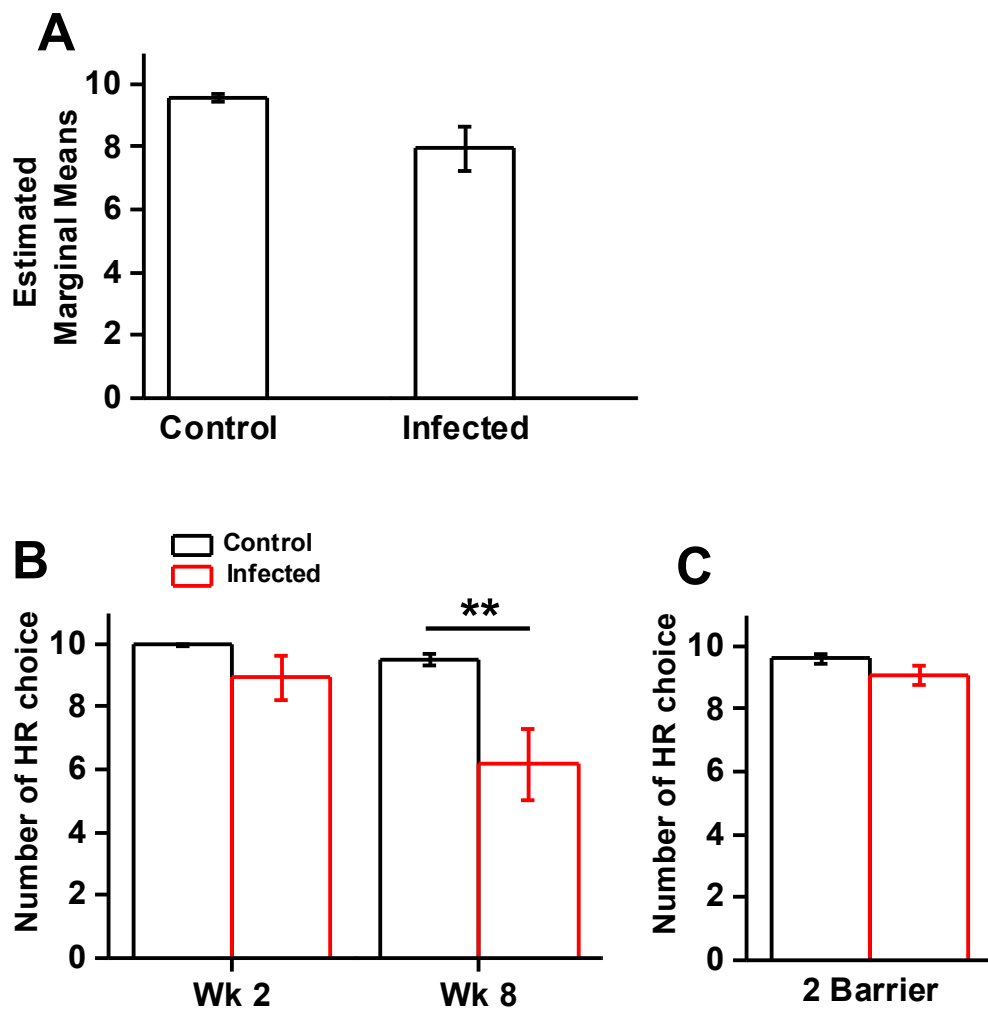 A
Estimated
Marginal Means
10
8
6
4
2
0
Control
Infected
B
Control
Infected
Number of HR choice
10
8
6
4
2
0
**
Wk 2
Wk 8
C
Number of HR choice
10
8
6
4
2
0
2 Barrier